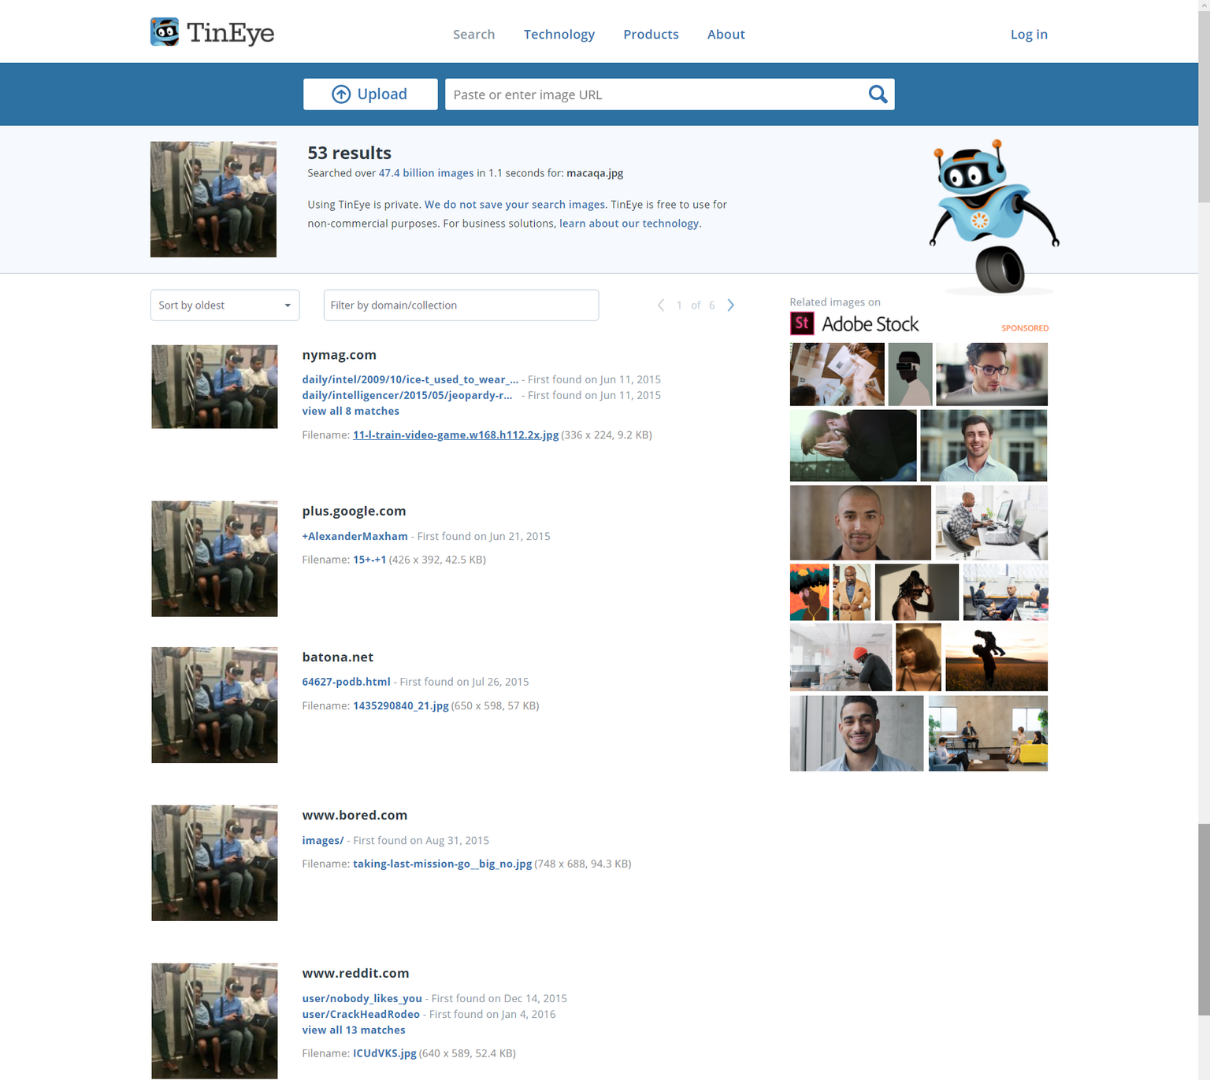 TinEye
Search Technology Products About Log in
Upload Paste or enter image URL
53 results
Searched over 47.4 billion images in 1.1 seconds for: macaqa.jpg
Using TinEye is private. We do not save your search images. TinEye is free to use for
non-commercial purposes. For business solutions, learn about our technology.
Sort by oldest Filter by domain/collection 1 of 6
Related images on
St Adobe Stock SPONSORED
nymag.com
daily/intel/2009/10/ice-t_used_to_wear_... - First found on Jun 11, 2015
daily/intelligencer/2015/05/jeopardy-r... - First found on Jun 11, 2015
view all 8 matches
Filename: 11-l-train-video-game.w168.h112.2x.jpg (336 x 224, 9.2 KB)
plus.google.com
+AlexanderMaxham - First found on Jun 21, 2015
Filename: 15+-+1 (426 x 392, 42.5 KB)
batona.net
64627-podb.html - First found on Jul 26, 2015
Filename: 1435290840_21.jpg (650 x 598, 57 KB)
www.bored.com
images/ - First found on Aug 31, 2015
Filename: taking-last-mission-go__big_no.jpg (748 x 688, 94.3 KB)
www.reddit.com
user/nobody_likes_you - First found on Dec 14, 2015
user/CrackHeadRodeo - First found on Jan 4, 2016
view all 13 matches
Filename: ICUdVKS.jpg (640 x 589, 52.4 KB)